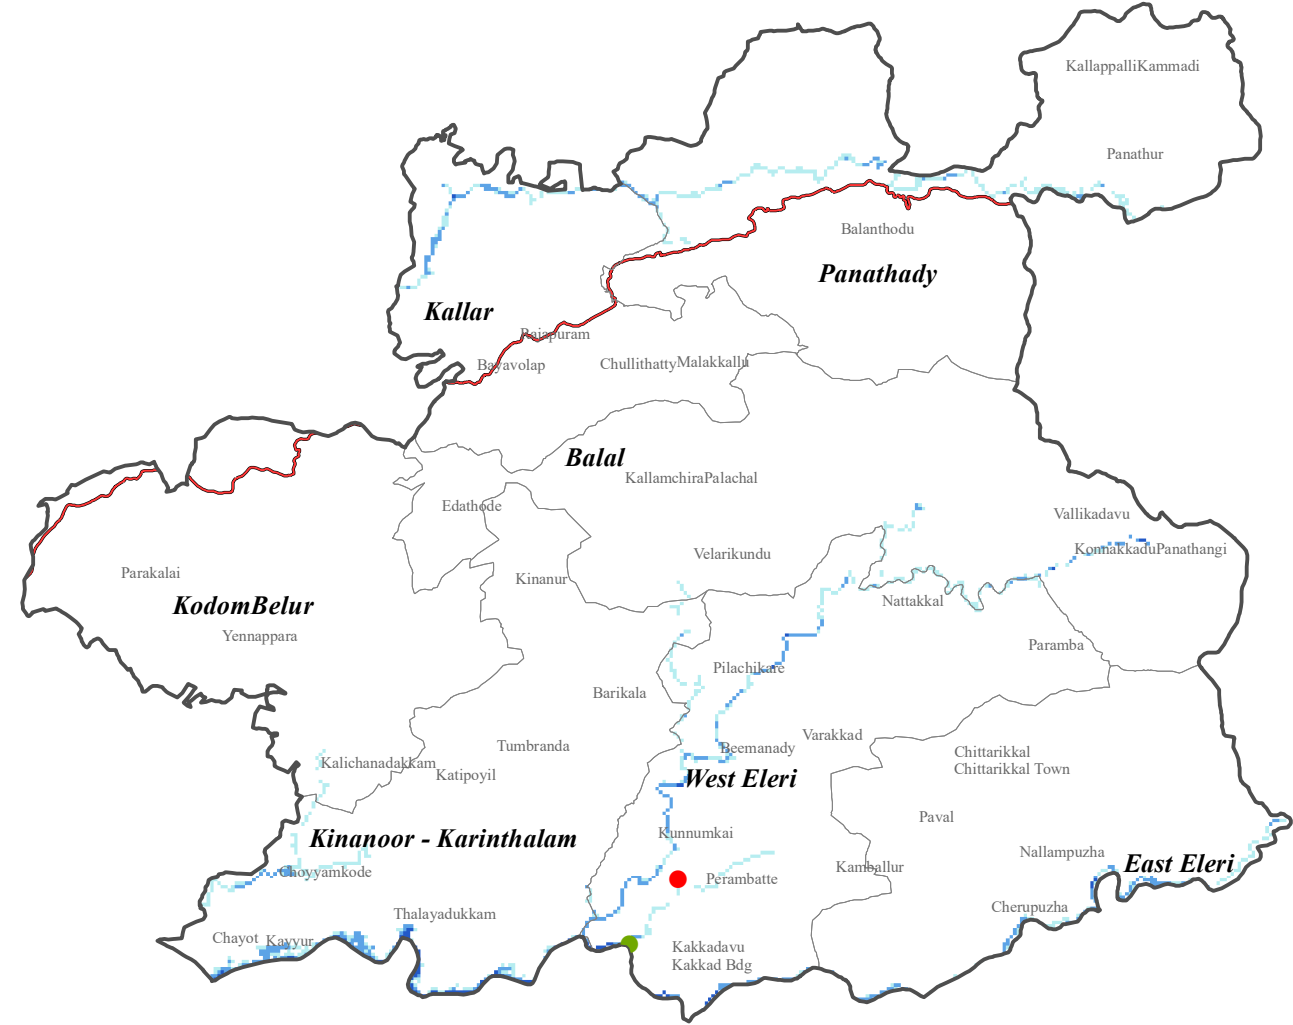 KallappalliKammadi
Panathur
Balanthodu
Panathady
Kallar
Rajapuram
Bayavolap
ChullithattyMalakkallu
Balal
KallamchiraPalachal
Edathode
Vallikadavu
KonnakkaduPanathangi
Velarikundu
Parakalai
Kinanur
KodomBelur
Nattakkal
Yennappara
Paramba
Pilachikare
Barikala
Varakkad
Tumbranda
Beemanady
Chittarikkal
Chittarikkal Town
Kalichanadakkam
Katipoyil
West Eleri
Paval
Kunnumkai
Kinanoor - Karinthalam
Nallampuzha
East Eleri
Kamballur
Choyyamkode
Perambatte
Cherupuzha
Thalayadukkam
Chayot
Kayyur
Kakkadavu
Kakkad Bdg